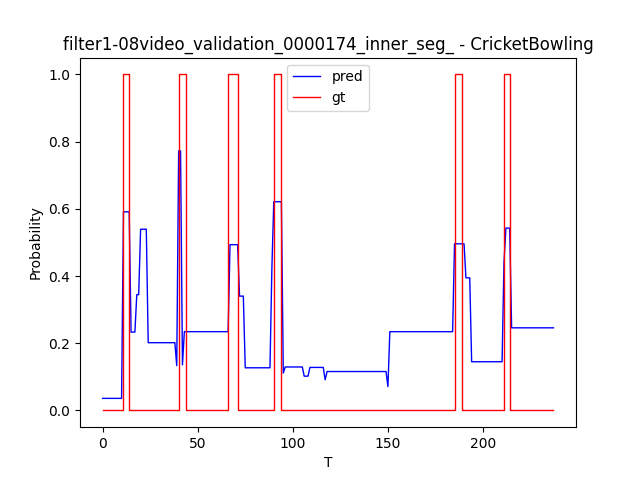 filter1-08video_validation_0000174_inner_seg_ - CricketBowling
pred
gt
1.0
0.8
0.6
0.4
0.2
0.0
Probability
0 50 100 150 200
T